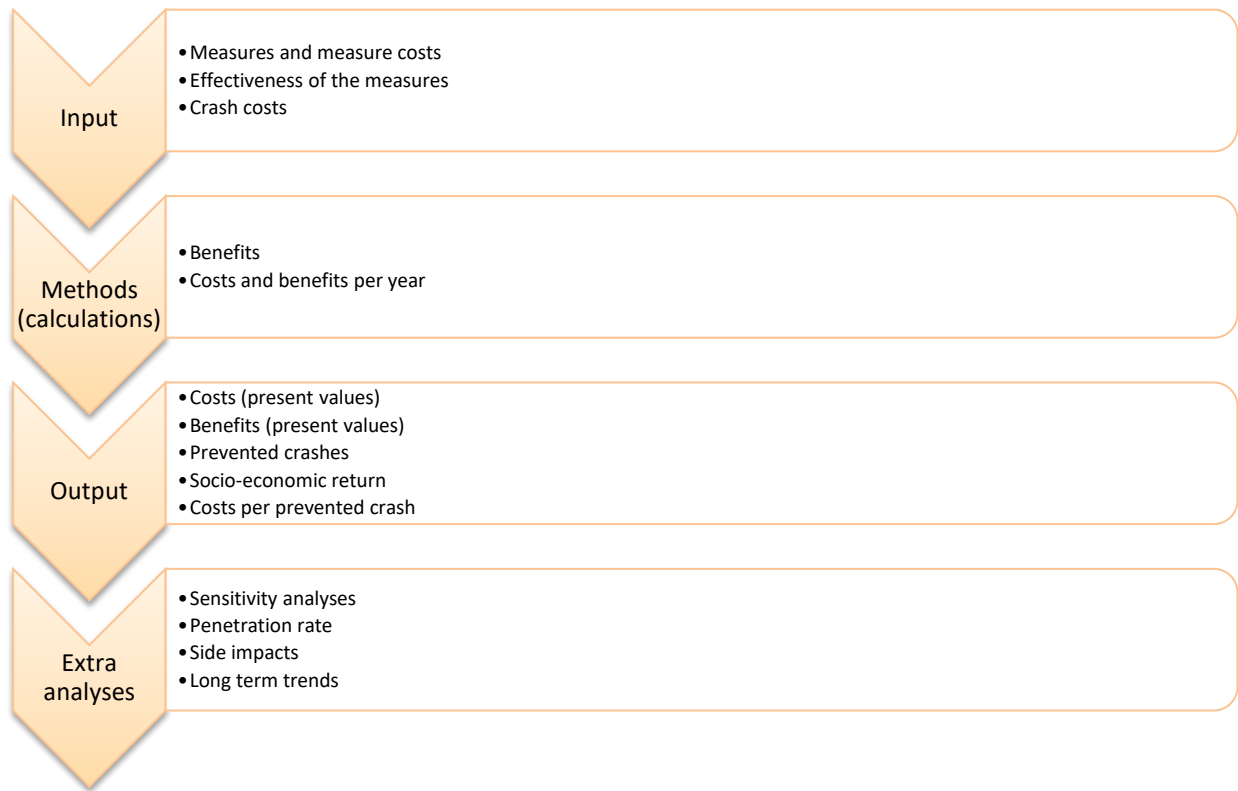 Input
•Measures and measure costs
•Effectiveness of the measures
•Crash costs
Methods
(calculations)
•Benefits
•Costs and benefits per year
Output
•Costs (present values)
•Benefits (present values)
•Prevented crashes
•Socio-economic return
•Costs per prevented crash
Extra
analyses
•Sensitivity analyses
•Penetration rate
•Side impacts
•Long term trends